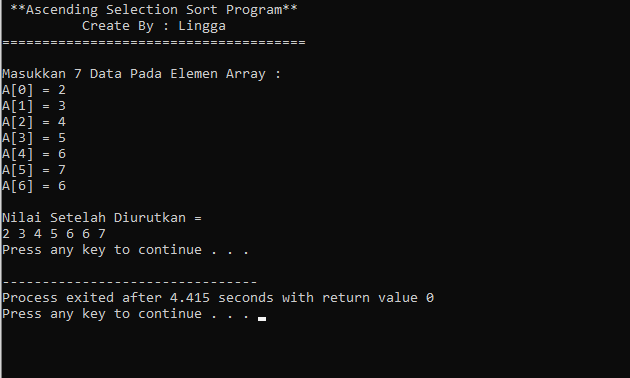 **Ascending Selection Sort Program**
Create By : Lingga
======================================
Masukkan 7 Data Pada Elemen Array :
A[0] = 2
A[1] = 3
A[2] = 4
A[3] = 5
A[4] = 6
A[5] = 7
A[6] = 6
Nilai Setelah Diurutkan =
2 3 4 5 6 6 7
Press any key to continue . . .
--------------------------------
Process exited after 4.415 seconds with return value 0
Press any key to continue . . .